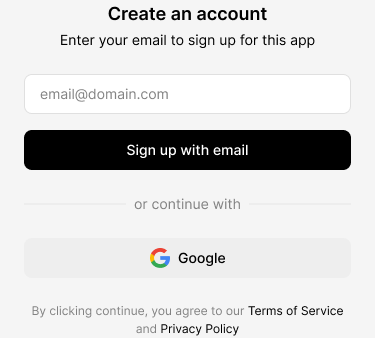 Create an account
Enter your email to sign up for this app
email@domain.com
Sign up with email
or continue with
Google
By clicking continue, you agree to our Terms of Service
and Privacy Policy